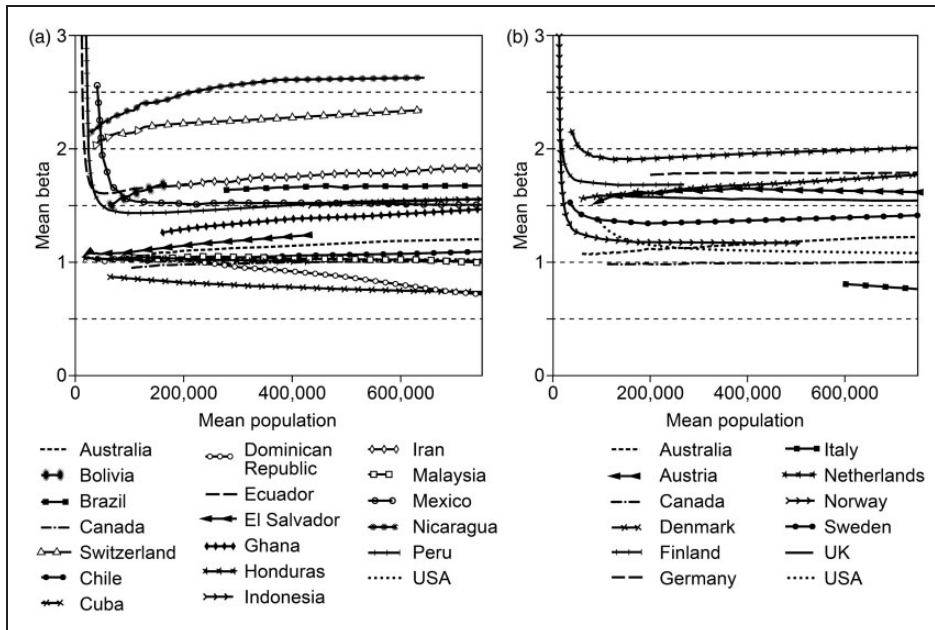 (a)
3
2
1
0
Mean beta
0
200,000
400,000
600,000
Mean population
(b)
3
2
1
0
Mean beta
0
200,000
400,000
600,000
Mean population
Australia
Bolivia
Brazil
Canada
Switzerland
Chile
Cuba
Dominican
Republic
Ecuador
El Salvador
Ghana
Honduras
Indonesia
Iran
Malaysia
Mexico
Nicaragua
Peru
USA
Australia
Austria
Canada
Denmark
Finland
Germany
Italy
Netherlands
Norway
Sweden
UK
USA